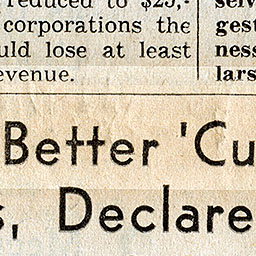 reduced to $25,-
corporations the
uld lose at least
evenue.
selv
gest
ness
lars
Better 'Cu
s, Declare